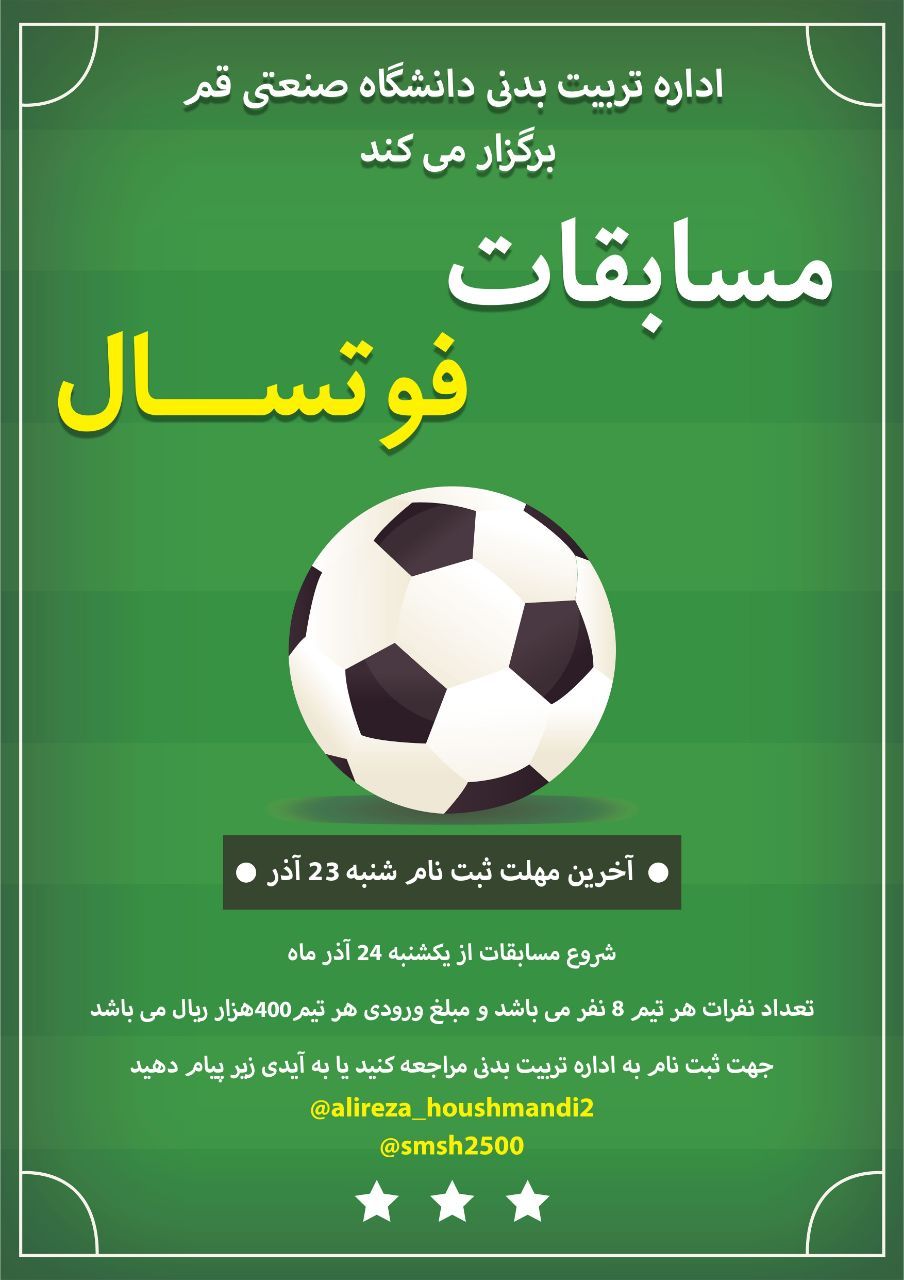 اداره تربیت بدنی دانشگاه صنعتی قم
برگزار می کند
مسابقات
فوتســـال
آخرین مهلت ثبت نام شنبه 23 آذر
شروع مسابقات از یکشنبه 24 آذر ماه
تعداد نفرات هر تیم 8 نفر می باشد و مبلغ ورودی هر تیم400هزار ریال می باشد
جهت ثبت نام به اداره تربیت بدنی مراجعه کنید یا به آیدی زیر پیام دهید
@alireza_houshmandi2
@smsh2500